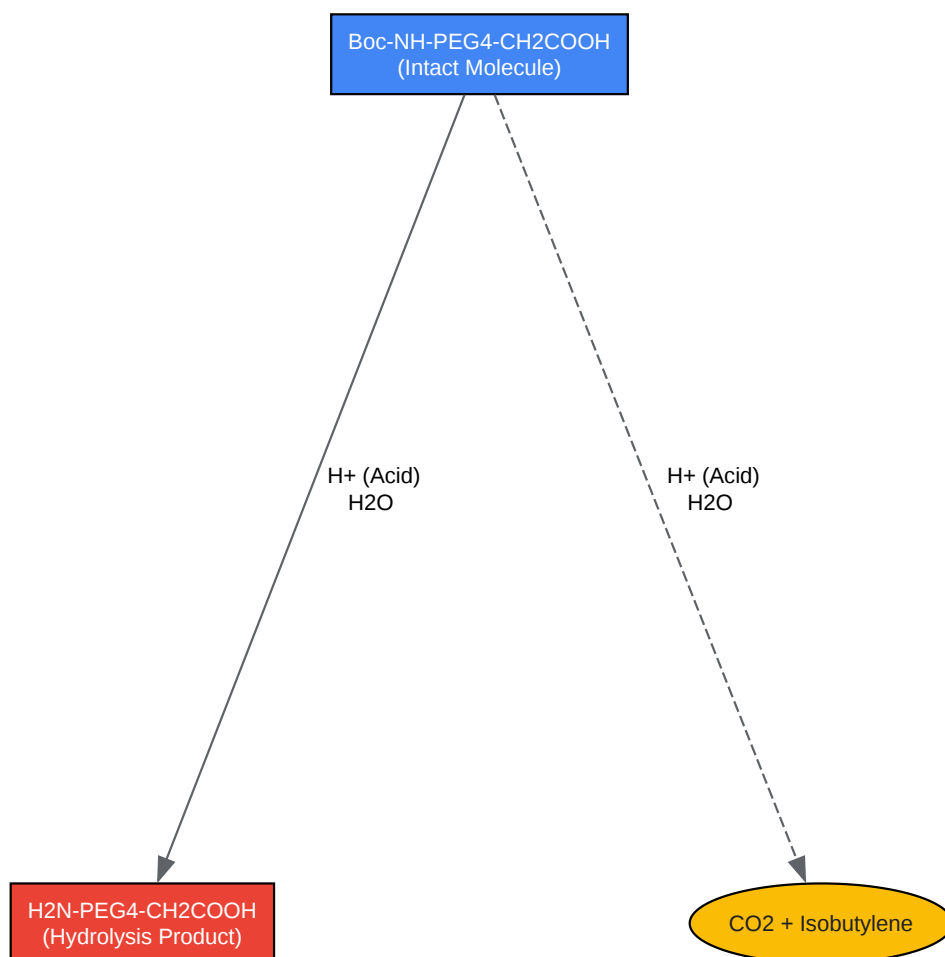 Boc-NH-PEG4-CH2COOH
(Intact Molecule)
H+ (Acid)
H2O
H+ (Acid)
H2O
H2N-PEG4-CH2COOH
(Hydrolysis Product)
CO2 + Isobutylene